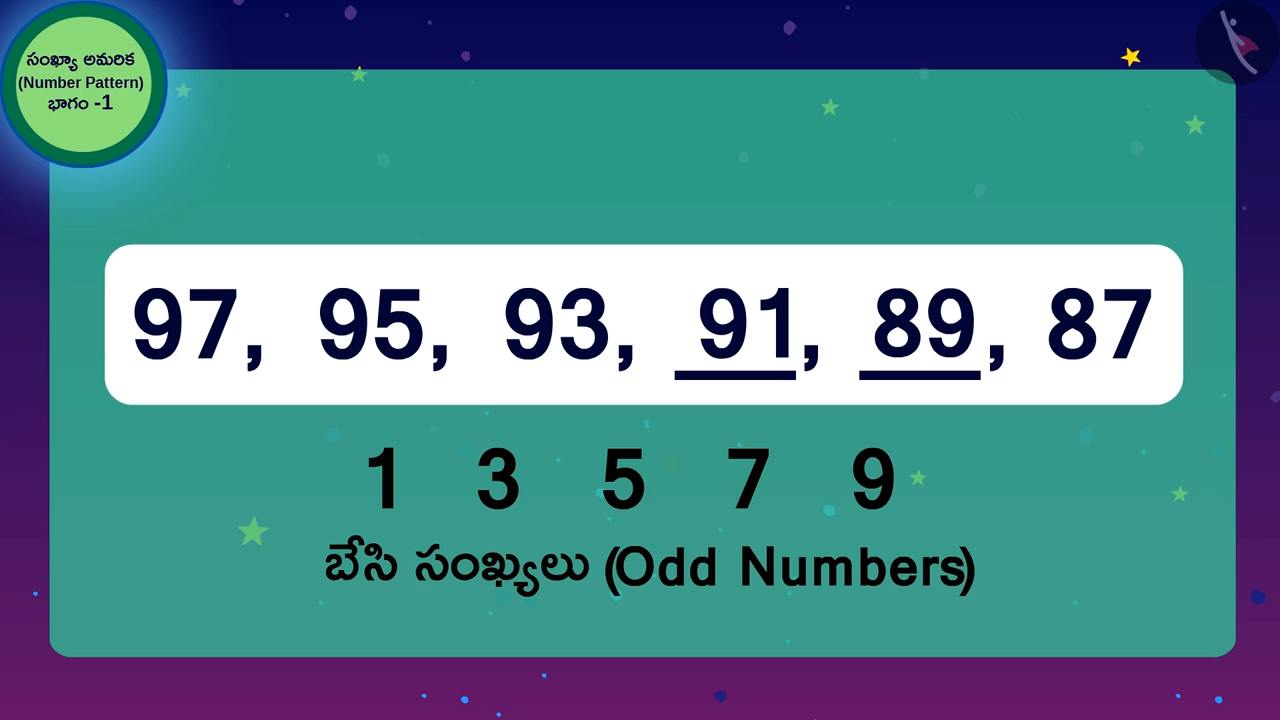 సంఖ్యా అమరిక
(Number Pattern)
భాగం -1
97, 95, 93, 91, 89, 87
1 3 5 7 9
బేసి సంఖ్యలు (Odd Numbers)